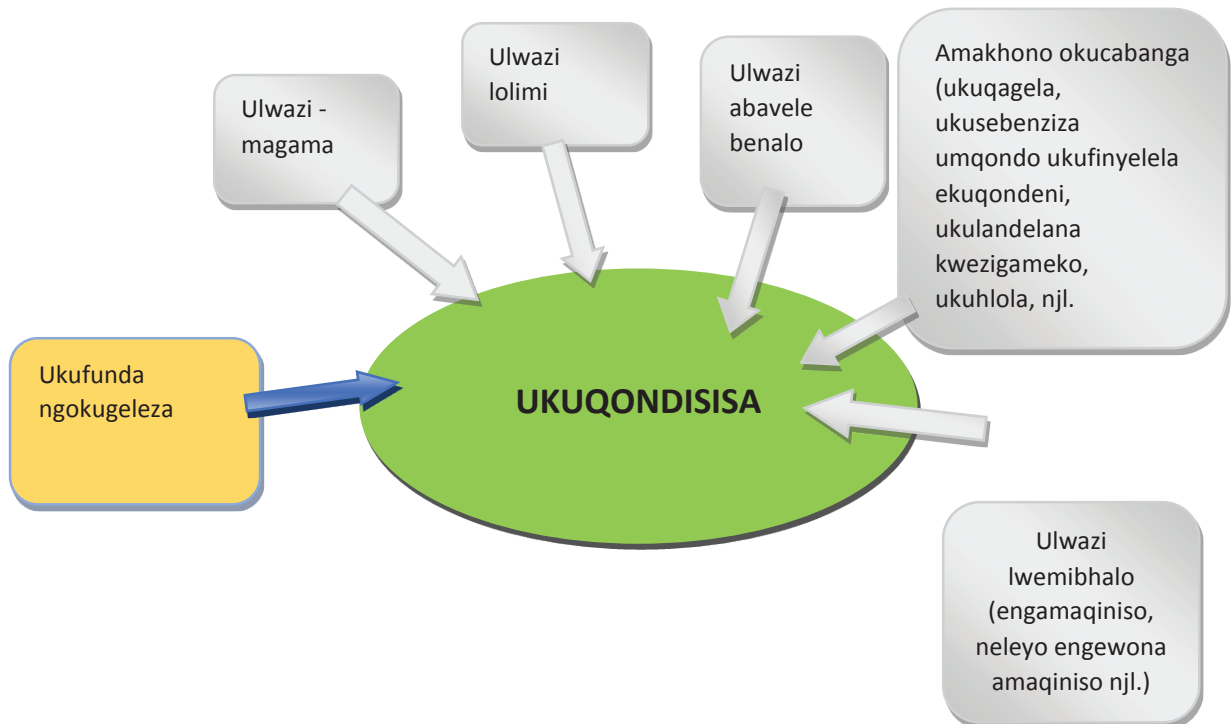 Ulwazi -
magama
Ulwazi
lolimi
Ulwazi
abavele
benalo
Amakhono okucabanga
(ukuqagela,
ukusebenziza
umqondo ukufinyelela
ekuqondeni,
ukulandelana
kwezigameko,
ukuhlola, njl.
Ukufunda
ngokugeleza
UKUQONDISISA
Ulwazi
lwemibhalo
(engamaqiniso,
neleyo engewona
amaqiniso njl.)